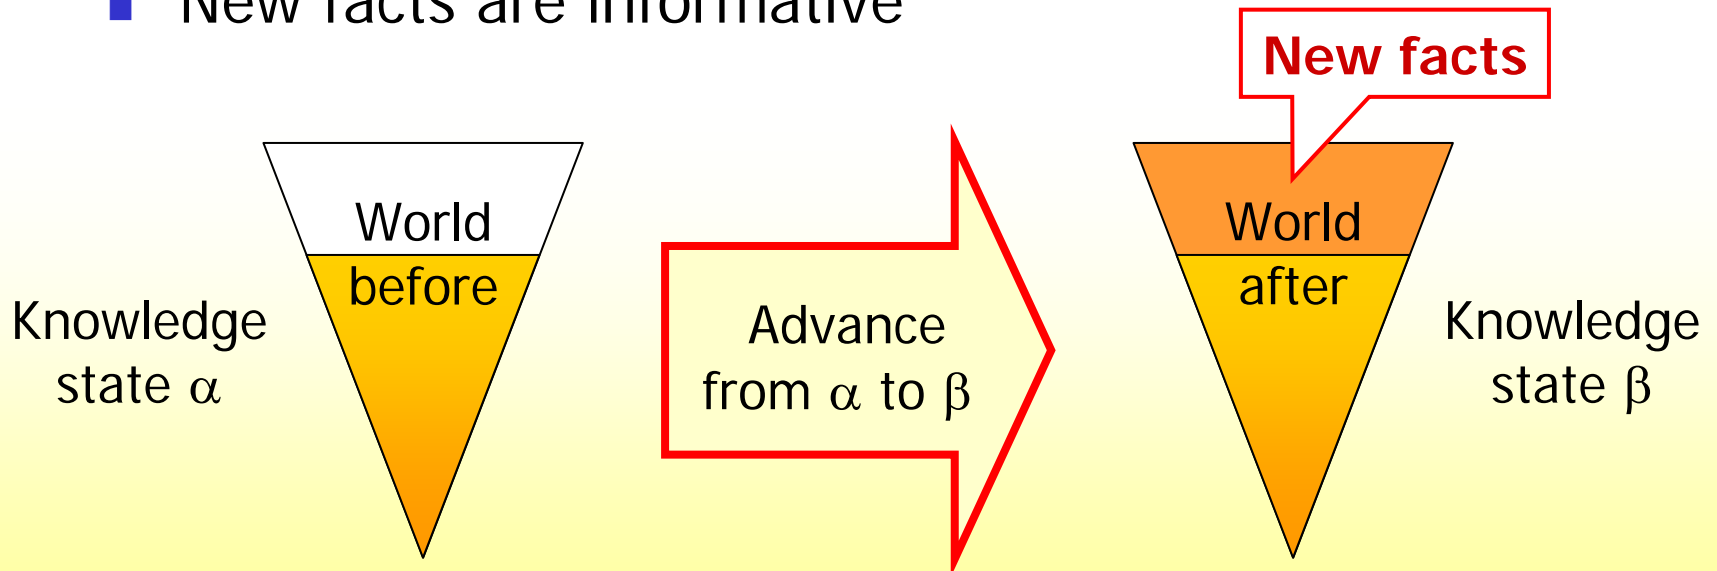 New facts are informative
New facts
World
before
Knowledge
state α
Advance
from α to β
World
after
Knowledge
state β